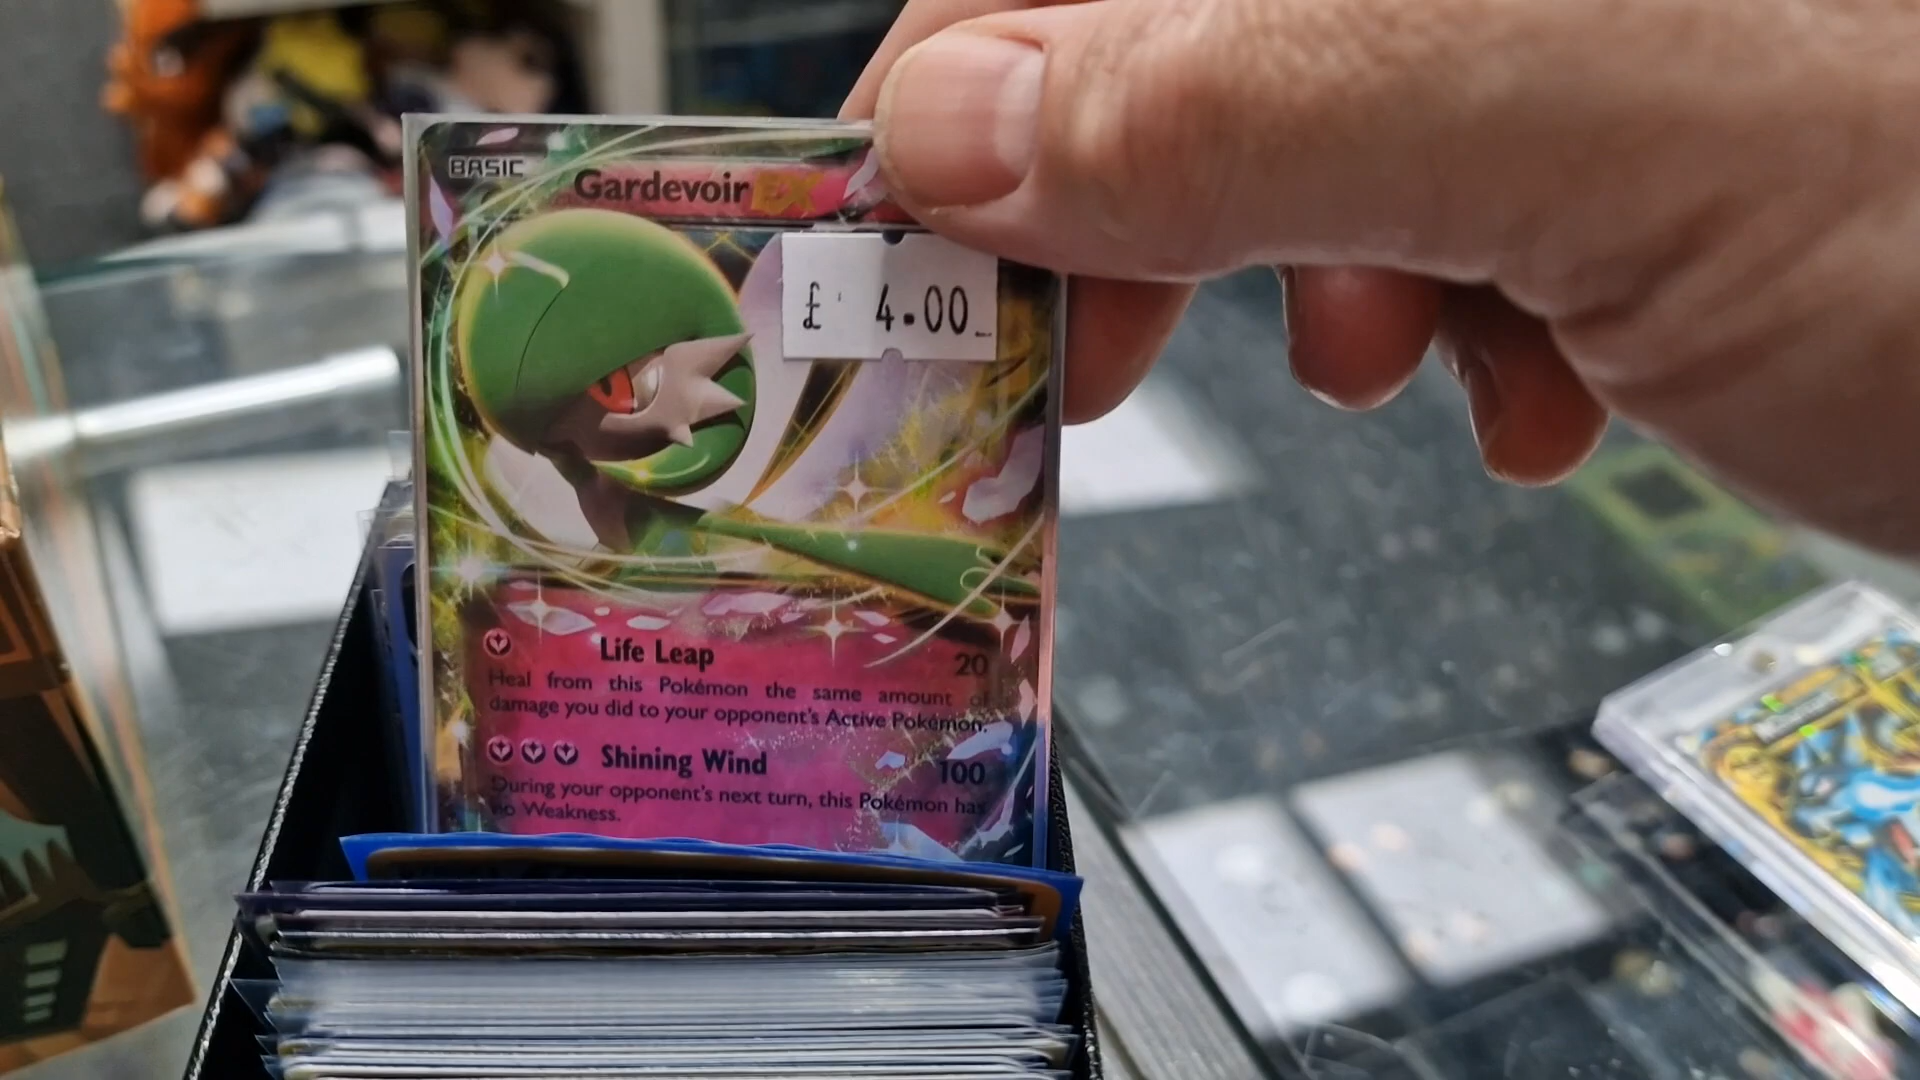 BASIC
Gardevoir EX
£ 4.00
Life Leap 20
Heal from this Pokémon the same amount of
damage you did to your opponent's Active Pokémon.
Shining Wind 100
During your opponent's next turn, this Pokémon has
no Weakness.